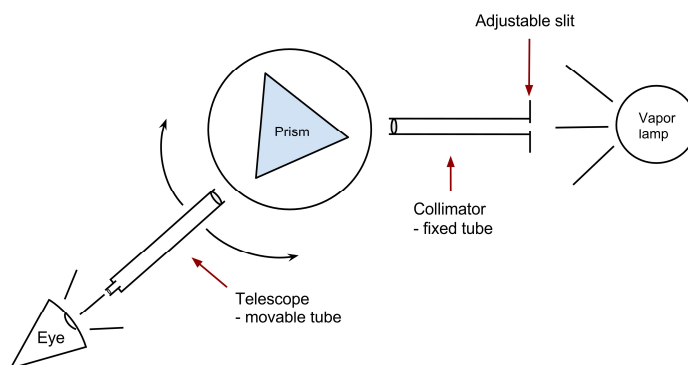 Adjustable slit
Prism
Vapor
lamp
Collimator
- fixed tube
Telescope
- movable tube
Eye